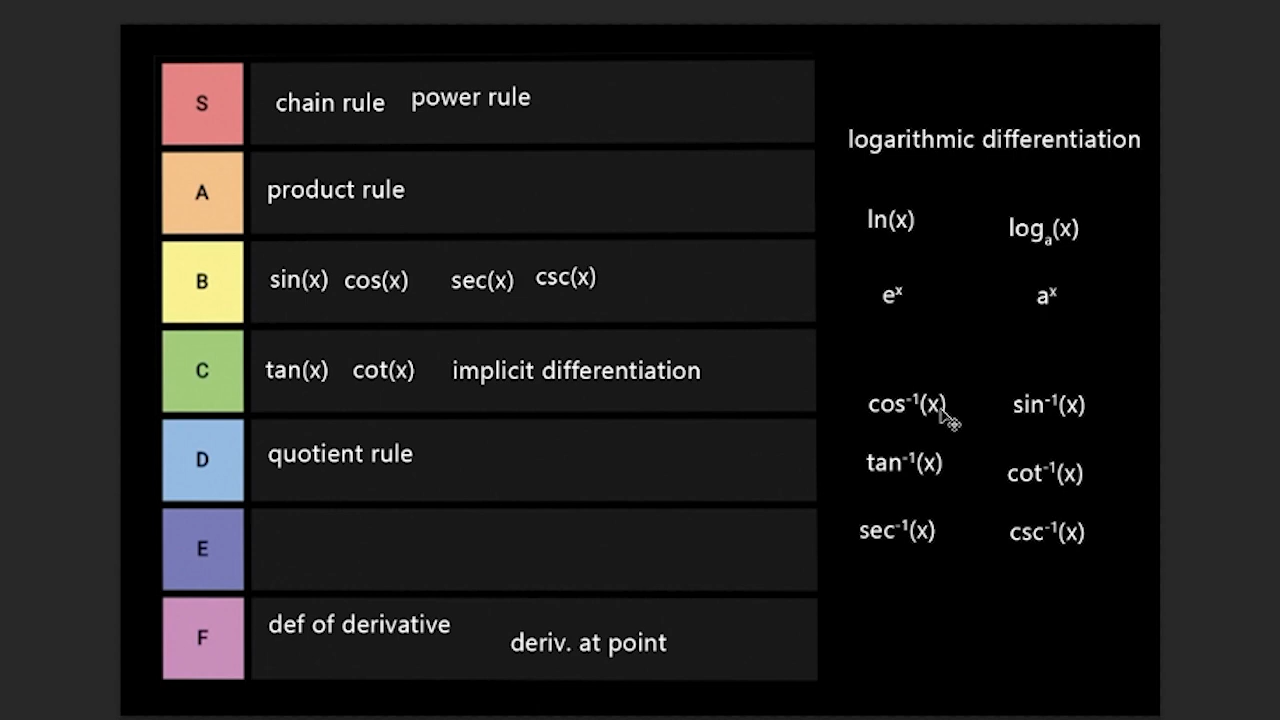 S chain rule power rule
A product rule
B sin(x) cos(x) sec(x) csc(x)
C tan(x) cot(x) implicit differentiation
D quotient rule
E
F def of derivative deriv. at point
logarithmic differentiation
ln(x) logₐ(x)
eˣ aˣ
cos⁻¹(x) sin⁻¹(x)
tan⁻¹(x) cot⁻¹(x)
sec⁻¹(x) csc⁻¹(x)